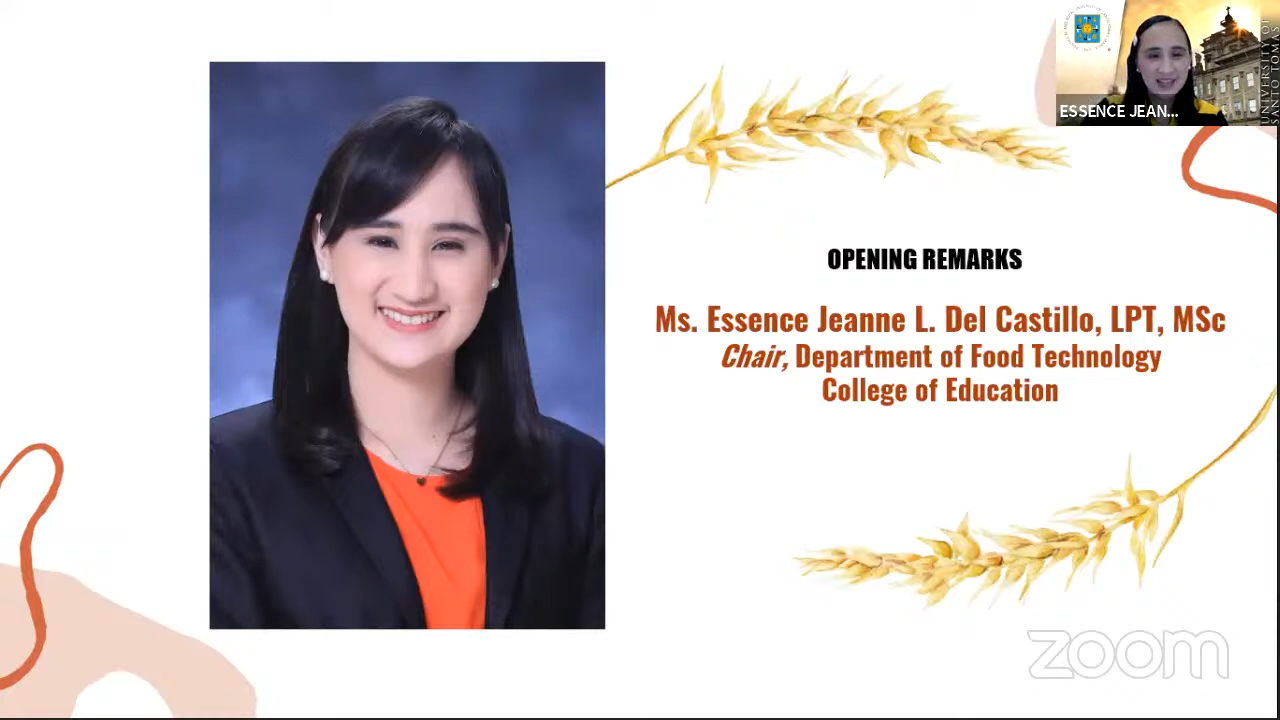 ESSENCE JEAN...
UNIVERSITY OF
SANTO TOMAS
OPENING REMARKS
Ms. Essence Jeanne L. Del Castillo, LPT, MSc
Chair, Department of Food Technology
College of Education
zoom